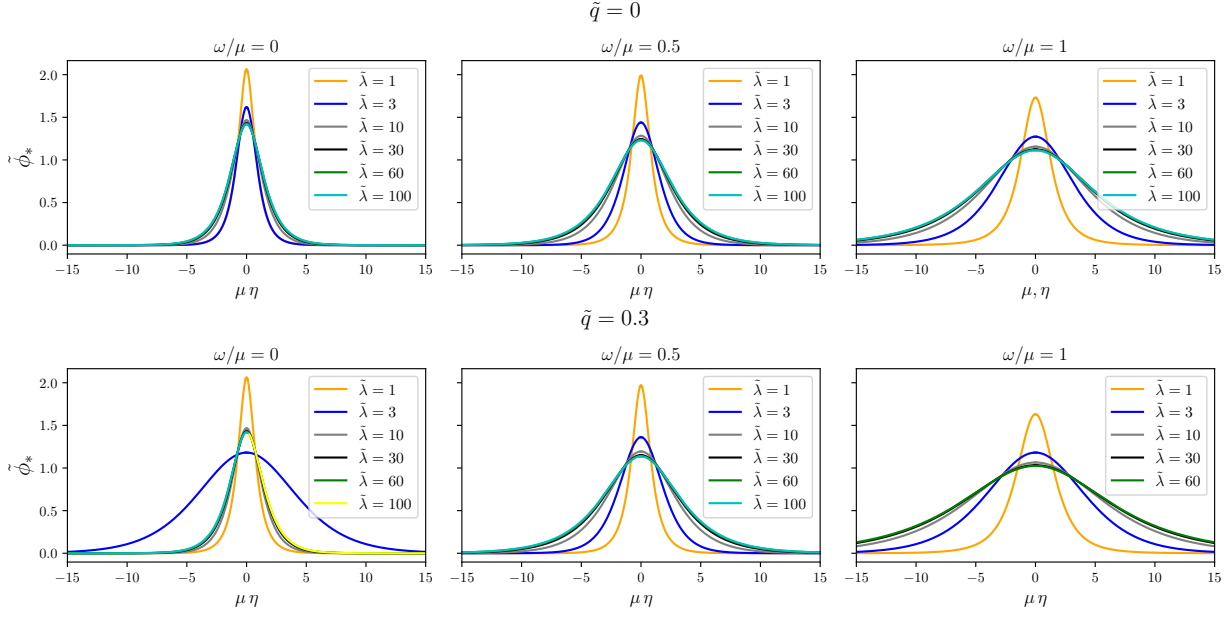 q̃ = 0
ω/μ = 0
ω/μ = 0.5
ω/μ = 1
ϕ̃*
2.0
1.5
1.0
0.5
0.0
λ̃ = 1
λ̃ = 3
λ̃ = 10
λ̃ = 30
λ̃ = 60
λ̃ = 100
λ̃ = 1
λ̃ = 3
λ̃ = 10
λ̃ = 30
λ̃ = 60
λ̃ = 100
λ̃ = 1
λ̃ = 3
λ̃ = 10
λ̃ = 30
λ̃ = 60
λ̃ = 100
−15 −10 −5 0 5 10 15
−15 −10 −5 0 5 10 15
−15 −10 −5 0 5 10 15
μ η
μ η
μ, η
q̃ = 0.3
ω/μ = 0
ω/μ = 0.5
ω/μ = 1
ϕ̃*
2.0
1.5
1.0
0.5
0.0
λ̃ = 1
λ̃ = 3
λ̃ = 10
λ̃ = 30
λ̃ = 60
λ̃ = 100
λ̃ = 1
λ̃ = 3
λ̃ = 10
λ̃ = 30
λ̃ = 60
λ̃ = 100
λ̃ = 1
λ̃ = 3
λ̃ = 10
λ̃ = 30
λ̃ = 60
−15 −10 −5 0 5 10 15
−15 −10 −5 0 5 10 15
−15 −10 −5 0 5 10 15
μ η
μ η
μ η